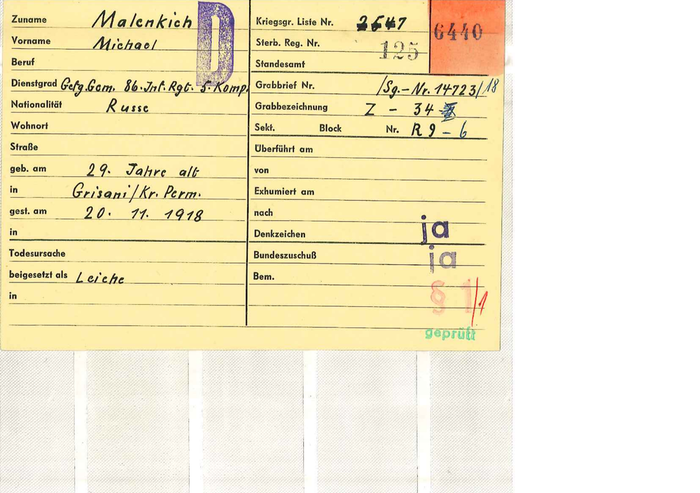 Zuname Malenkich
Vorname Michael
Beruf
Dienstgrad Gefg. Gem. 86. Inf. Rgt. 5. Komp.
Nationalität Russe
Wohnort
Straße
geb. am 29. Jahre alt
in Grisani/Kr. Perm.
gest. am 20. 11. 1918
in
Todesursache
beigesetzt als Leiche
in
D
Kriegsgr. Liste Nr. 2647
Sterb. Reg. Nr. 125
6440
Standesamt
Grabbrief Nr. /Sg.-Nr. 14723/18
Grabbezeichnung Z - 34
Sekt. Block Nr. R 9 - 6
Überführt am
von
Exhumiert am
nach
Denkzeichen ja
Bundeszuschuß ja
Bem.
§ 1/1
geprüft